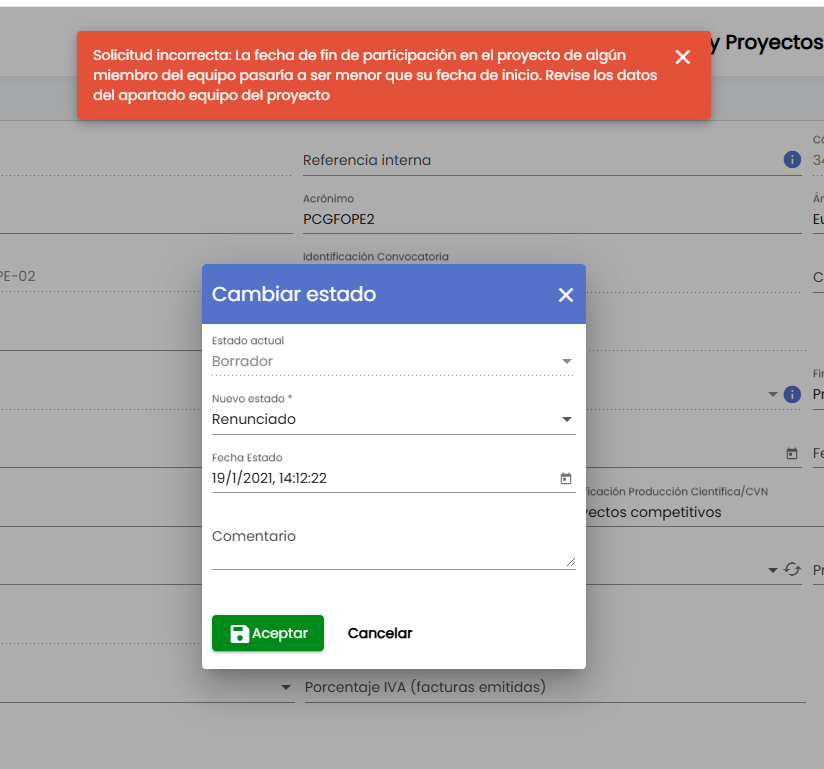 y Proyectos
Solicitud incorrecta: La fecha de fin de participación en el proyecto de algún
miembro del equipo pasaría a ser menor que su fecha de inicio. Revise los datos
del apartado equipo del proyecto
Referencia interna
Acrónimo
PCGFOPE2
Identificación Convocatoria
PE-02
Cambiar estado
Estado actual
Borrador
Nuevo estado *
Renunciado
Fecha Estado
19/1/2021, 14:12:22
icación Producción Científica/CVN
yectos competitivos
Comentario
Aceptar
Cancelar
Porcentaje IVA (facturas emitidas)